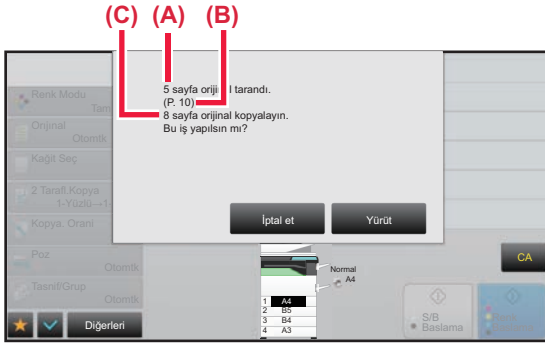 (C) (A) (B)
5 sayfa orijinal tarandı.
(P. 10)
8 sayfa orijinal kopyalayın.
Bu iş yapılsın mı?
İptal et
Yürüt
Renk Modu
Tam
Orijinal
Otomtk
Kağıt Seç
2 Taraflı.Kopya
1-Yüzlü→1-
Kopya. Oranı
Poz
Otomtk
Tasnif/Grup
Otomtk
Diğerleri
Normal
A4
1 A4
2 B5
3 B4
4 A3
CA
S/B
Baslama